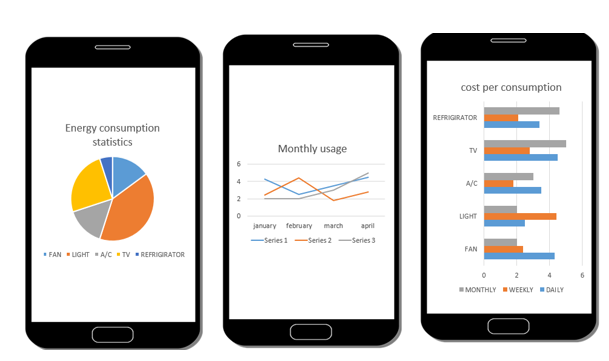 Energy consumption
statistics
FAN LIGHT A/C TV REFRIGIRATOR
Monthly usage
6
4
2
0
january february march april
Series 1 Series 2 Series 3
cost per consumption
REFRIGIRATOR
TV
A/C
LIGHT
FAN
0 2 4 6
MONTHLY WEEKLY DAILY